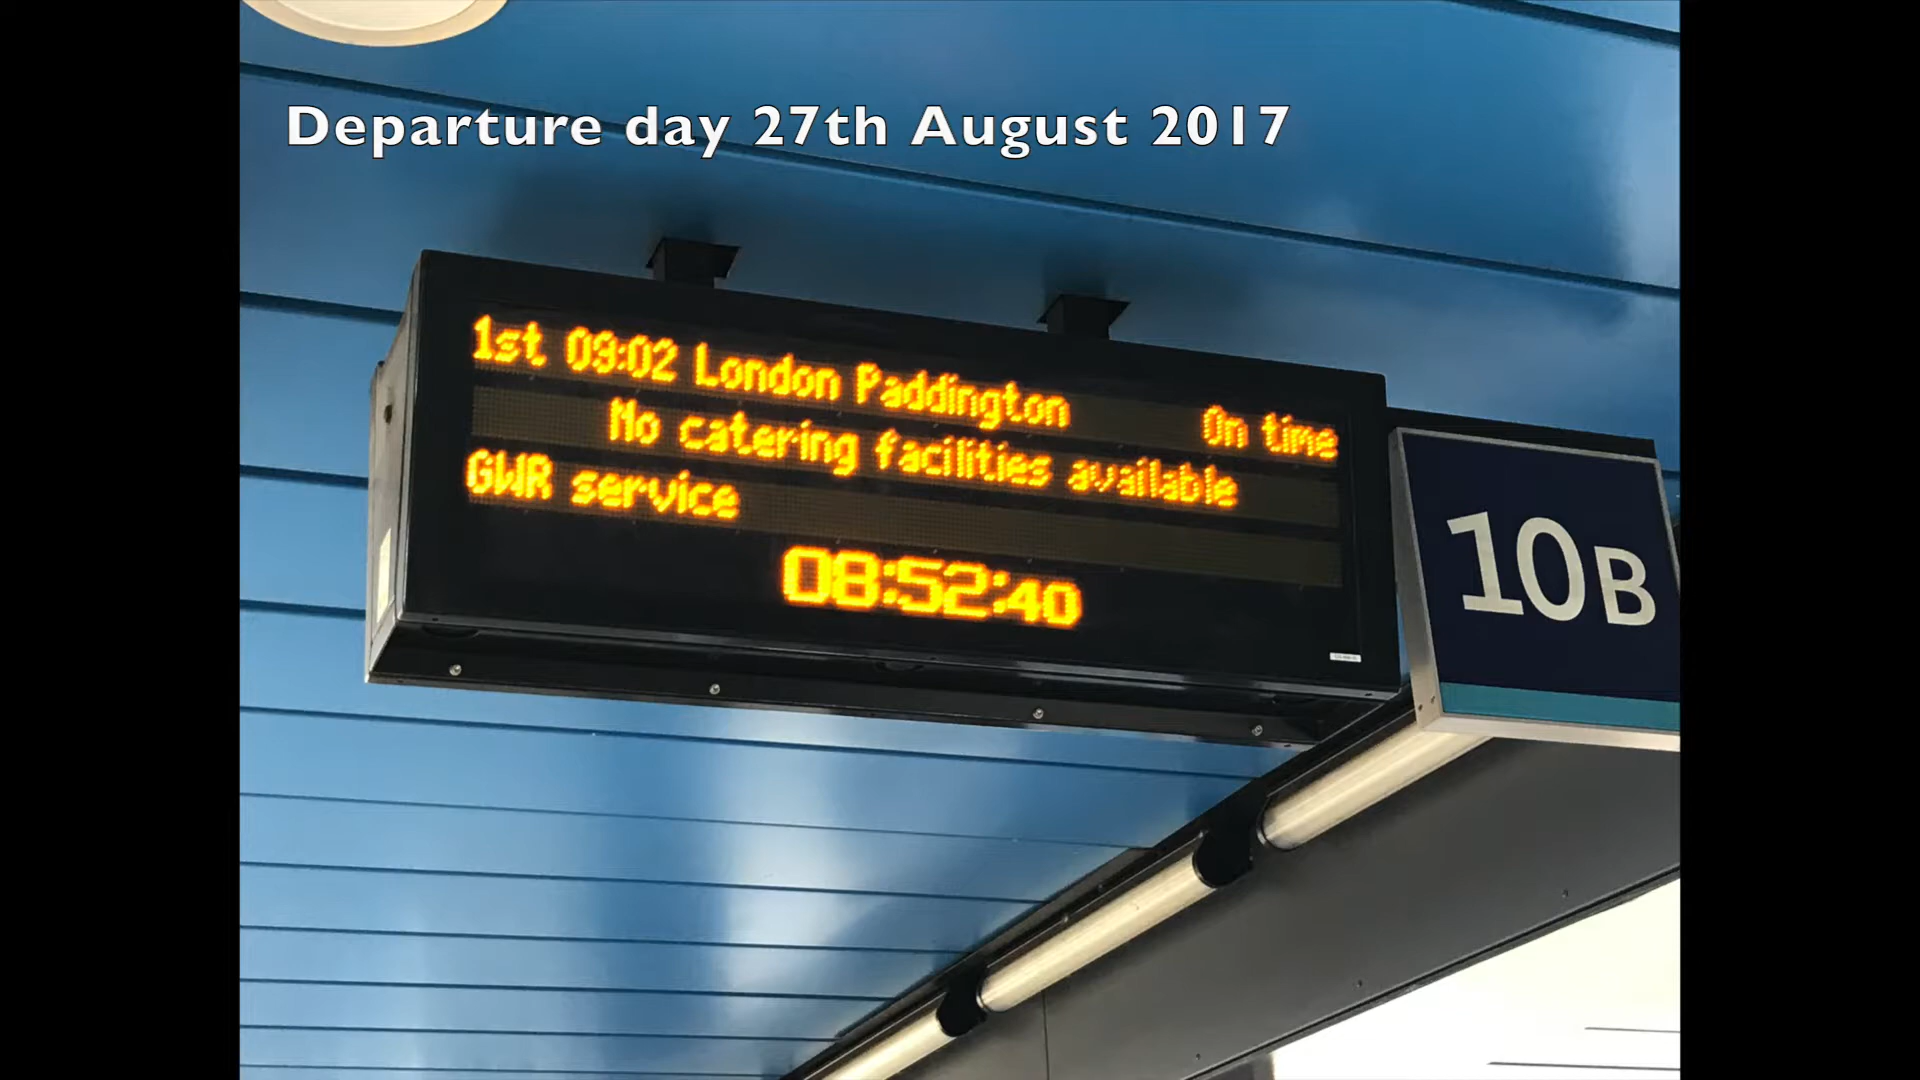 Departure day 27th August 2017
1st 09:02 London Paddington On time
No catering facilities available
GWR service
08:52:40
10B